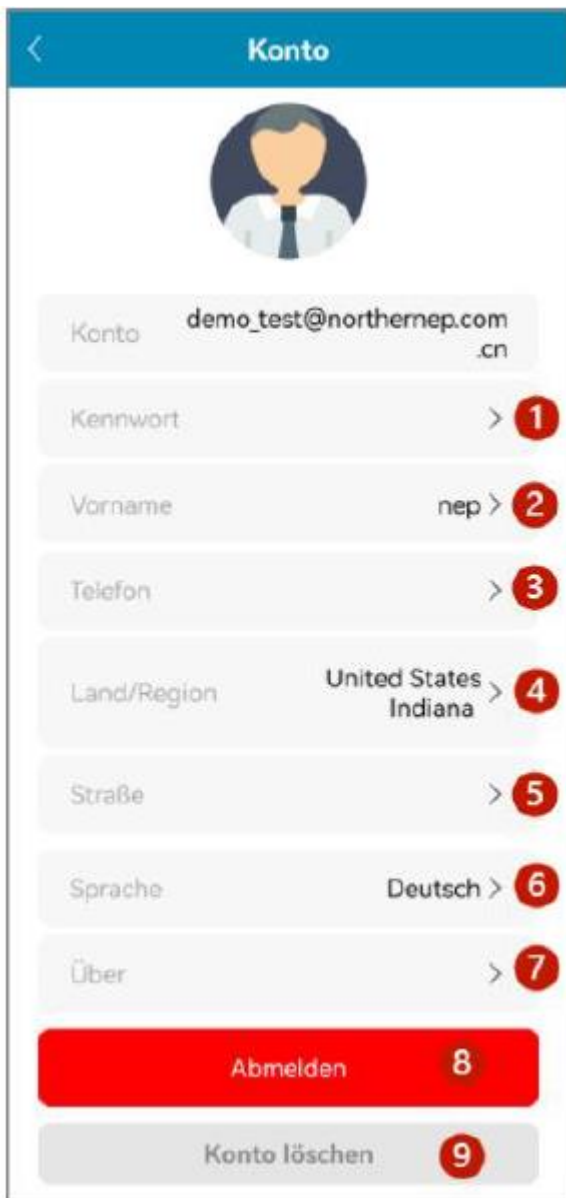 Konto
Konto demo_test@northernep.com
.cn
Kennwort > 1
Vorname nep > 2
Telefon > 3
Land/Region United States > 4
Indiana
Straße > 5
Sprache Deutsch > 6
Über > 7
Abmelden 8
Konto löschen 9